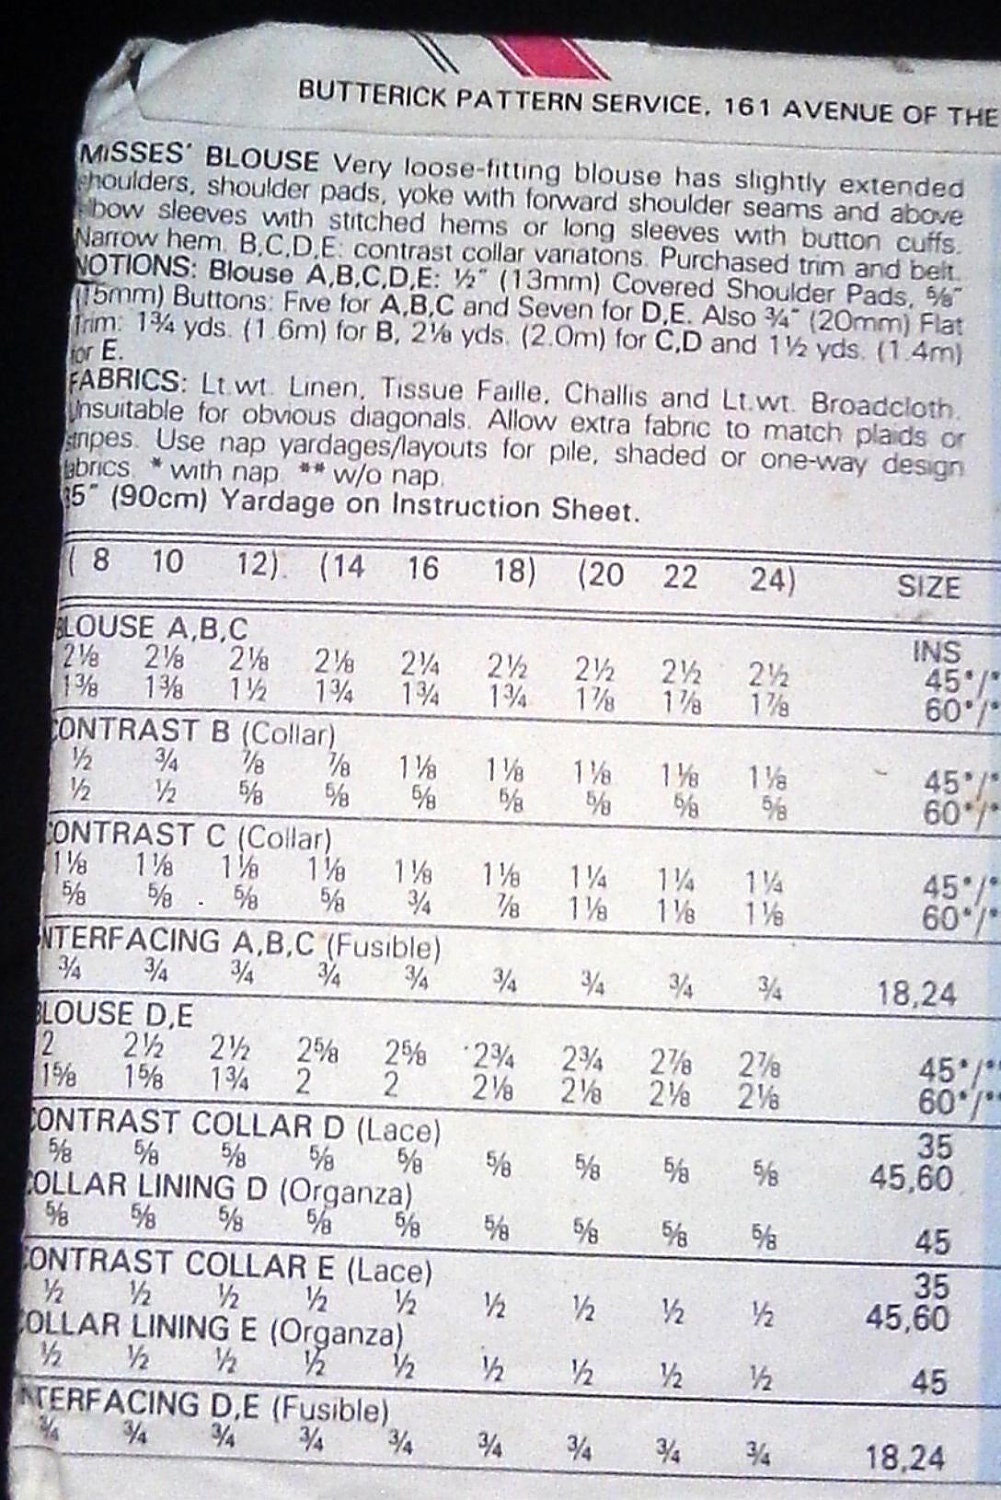 BUTTERICK PATTERN SERVICE, 161 AVENUE OF THE
MISSES' BLOUSE Very loose-fitting blouse has slightly extended
shoulders, shoulder pads, yoke with forward shoulder seams and above
elbow sleeves with stitched hems or long sleeves with button cuffs.
Narrow hem. B,C,D,E: contrast collar variatons. Purchased trim and belt.
NOTIONS: Blouse A,B,C,D,E: ½" (13mm) Covered Shoulder Pads, ⅝"
(15mm) Buttons: Five for A,B,C and Seven for D,E. Also ¾" (20mm) Flat
Trim: 1¾ yds. (1.6m) for B, 2⅛ yds. (2.0m) for C,D and 1½ yds. (1.4m)
for E.
FABRICS: Lt.wt. Linen, Tissue Faille, Challis and Lt.wt. Broadcloth.
Unsuitable for obvious diagonals. Allow extra fabric to match plaids or
stripes. Use nap yardages/layouts for pile, shaded or one-way design
fabrics. * with nap. ** w/o nap.
35" (90cm) Yardage on Instruction Sheet.
( 8 10 12). (14 16 18) (20 22 24) SIZE
BLOUSE A,B,C INS
2⅛ 2⅛ 2⅛ 2⅛ 2¼ 2½ 2½ 2½ 2½ 45*/*
1⅜ 1⅜ 1½ 1¾ 1¾ 1¾ 1⅞ 1⅞ 1⅞ 60*/*
CONTRAST B (Collar)
½ ¾ ⅞ ⅞ 1⅛ 1⅛ 1⅛ 1⅛ 1⅛ 45*/*
½ ½ ⅝ ⅝ ⅝ ⅝ ⅝ ⅝ ⅝ 60*/*
CONTRAST C (Collar)
1⅛ 1⅛ 1⅛ 1⅛ 1⅛ 1⅛ 1¼ 1¼ 1¼ 45*/*
⅝ ⅝ ⅝ ⅝ ¾ ⅞ 1⅛ 1⅛ 1⅛ 60*/*
INTERFACING A,B,C (Fusible)
¾ ¾ ¾ ¾ ¾ ¾ ¾ ¾ ¾ 18,24
BLOUSE D,E
2 2½ 2½ 2⅝ 2⅝ 2¾ 2¾ 2⅞ 2⅞ 45*/**
1⅝ 1⅝ 1¾ 2 2 2⅛ 2⅛ 2⅛ 2⅛ 60*/**
CONTRAST COLLAR D (Lace) 35
⅝ ⅝ ⅝ ⅝ ⅝ ⅝ ⅝ ⅝ ⅝ 45,60
COLLAR LINING D (Organza)
⅝ ⅝ ⅝ ⅝ ⅝ ⅝ ⅝ ⅝ ⅝ 45
CONTRAST COLLAR E (Lace) 35
½ ½ ½ ½ ½ ½ ½ ½ ½ 45,60
COLLAR LINING E (Organza)
½ ½ ½ ½ ½ ½ ½ ½ ½ 45
INTERFACING D,E (Fusible)
¾ ¾ ¾ ¾ ¾ ¾ ¾ ¾ ¾ 18,24